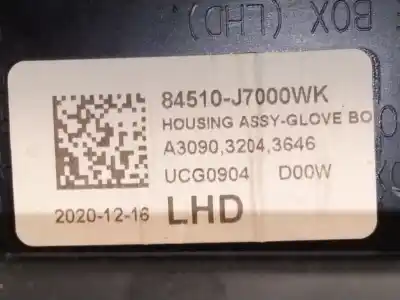 BOX (LHD)
84510-J7000WK
HOUSING ASSY-GLOVE BO
A3090,3204,3646
UCG0904 D00W
2020-12-16 LHD